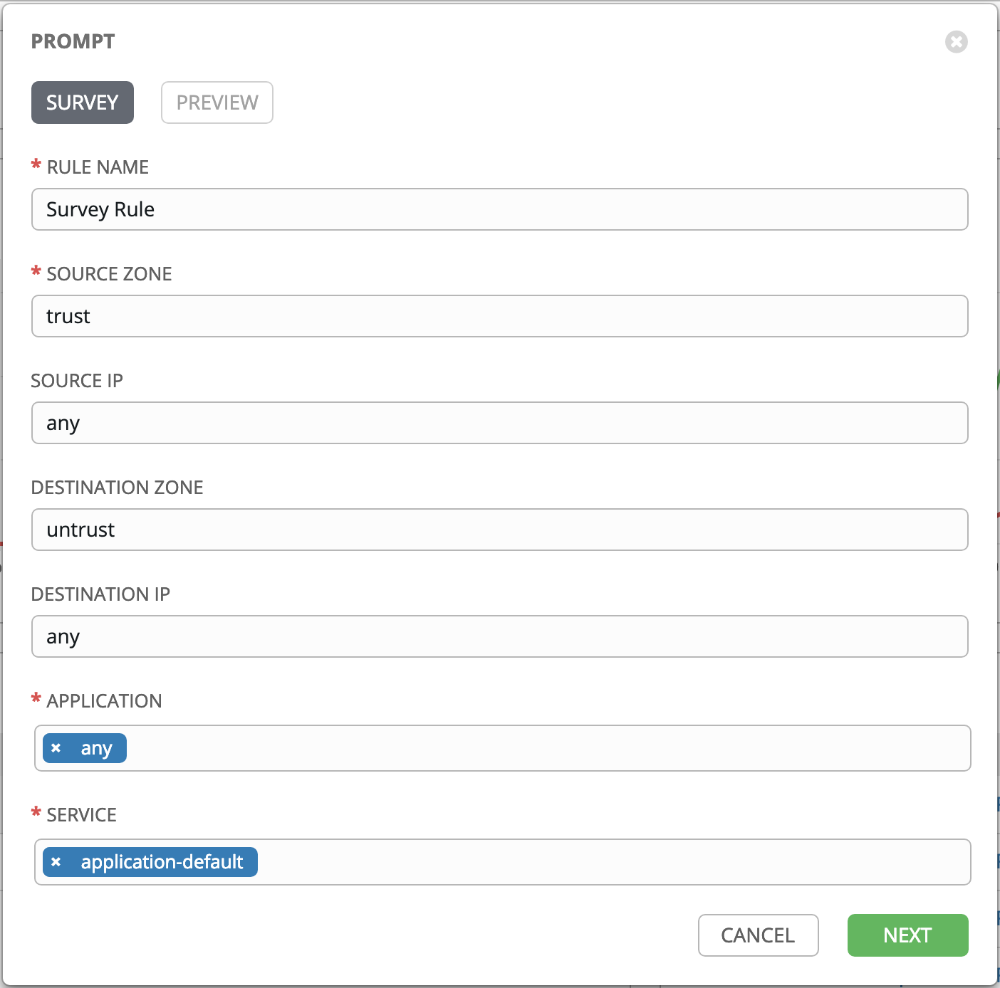 PROMPT
SURVEY PREVIEW
* RULE NAME
Survey Rule
* SOURCE ZONE
trust
SOURCE IP
any
DESTINATION ZONE
untrust
DESTINATION IP
any
* APPLICATION
× any
* SERVICE
× application-default
CANCEL NEXT